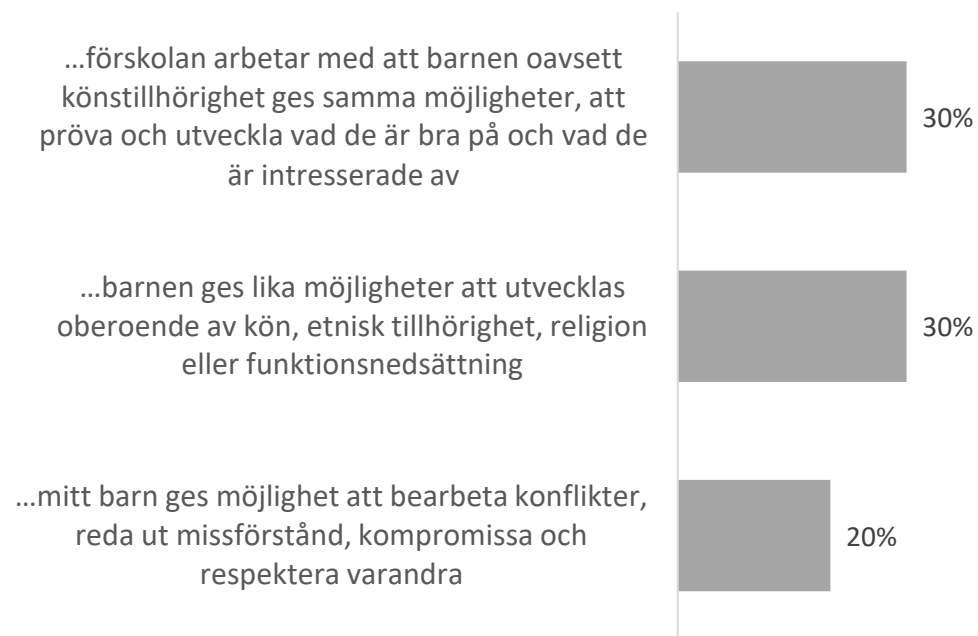 ...förskolan arbetar med att barnen oavsett
könstillhörighet ges samma möjligheter, att
pröva och utveckla vad de är bra på och vad de
är intresserade av
30%
...barnen ges lika möjligheter att utvecklas
oberoende av kön, etnisk tillhörighet, religion
eller funktionsnedsättning
30%
...mitt barn ges möjlighet att bearbeta konflikter,
reda ut missförstånd, kompromissa och
respektera varandra
20%